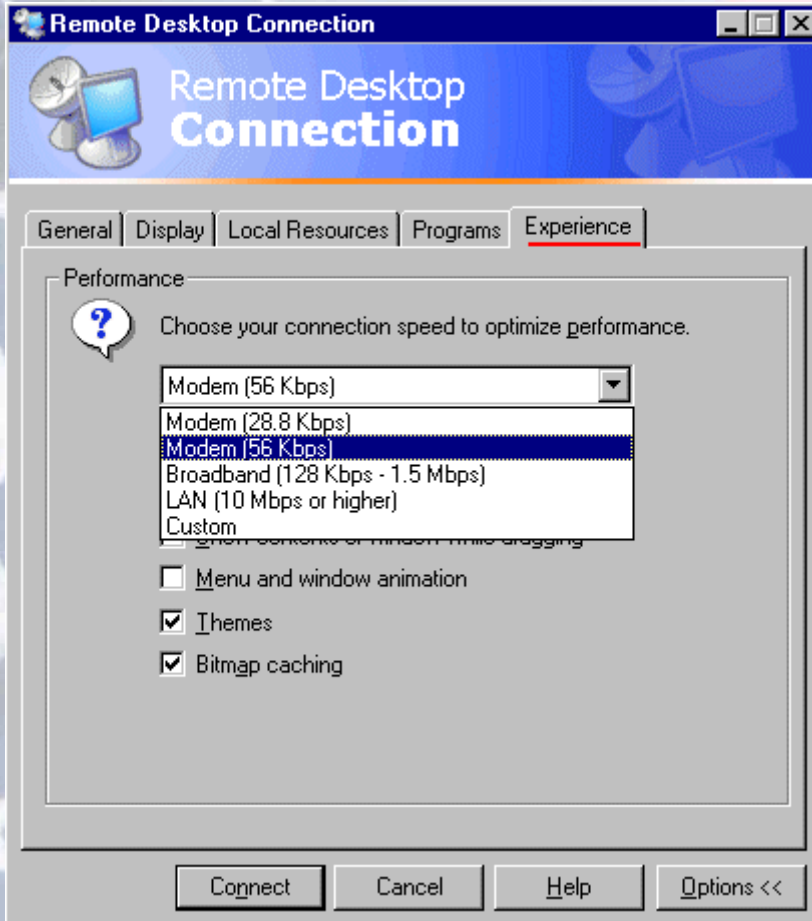 Remote Desktop Connection
Remote Desktop
Connection
General Display Local Resources Programs Experience
Performance
?
Choose your connection speed to optimize performance.
Modem (56 Kbps)
Modem (28.8 Kbps)
Modem (56 Kbps)
Broadband (128 Kbps - 1.5 Mbps)
LAN (10 Mbps or higher)
Custom
Menu and window animation
Themes
Bitmap caching
Connect Cancel Help Options <<